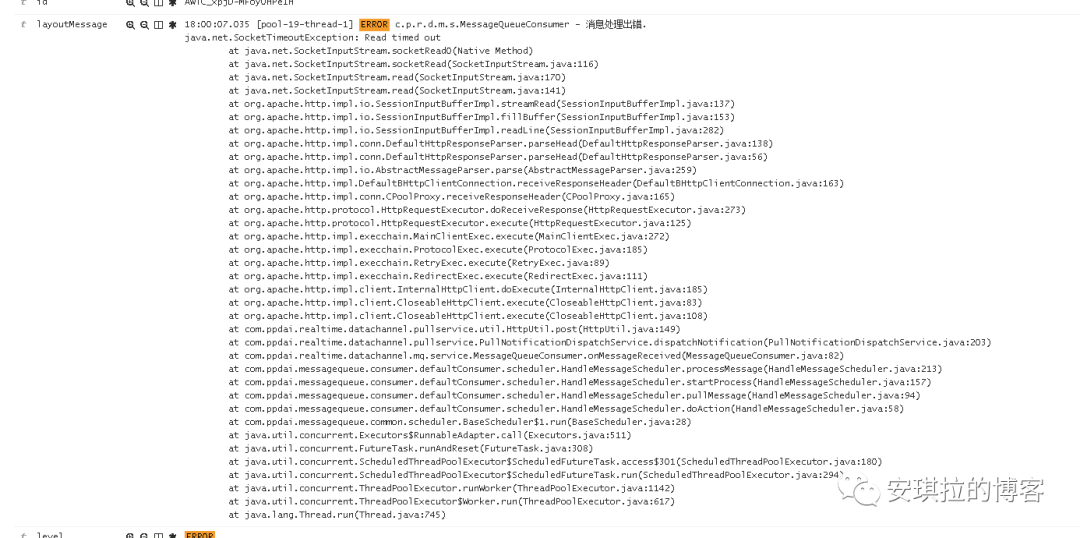 t id AWTC_xpjD-MFoyOHPelH
t layoutMessage 18:00:07.035 [pool-19-thread-1] ERROR c.p.r.d.m.s.MessageQueueConsumer - 消息处理出错.
java.net.SocketTimeoutException: Read timed out
at java.net.SocketInputStream.socketRead0(Native Method)
at java.net.SocketInputStream.socketRead(SocketInputStream.java:116)
at java.net.SocketInputStream.read(SocketInputStream.java:170)
at java.net.SocketInputStream.read(SocketInputStream.java:141)
at org.apache.http.impl.io.SessionInputBufferImpl.streamRead(SessionInputBufferImpl.java:137)
at org.apache.http.impl.io.SessionInputBufferImpl.fillBuffer(SessionInputBufferImpl.java:153)
at org.apache.http.impl.io.SessionInputBufferImpl.readLine(SessionInputBufferImpl.java:282)
at org.apache.http.impl.conn.DefaultHttpResponseParser.parseHead(DefaultHttpResponseParser.java:138)
at org.apache.http.impl.conn.DefaultHttpResponseParser.parseHead(DefaultHttpResponseParser.java:56)
at org.apache.http.impl.io.AbstractMessageParser.parse(AbstractMessageParser.java:259)
at org.apache.http.impl.DefaultBHttpClientConnection.receiveResponseHeader(DefaultBHttpClientConnection.java:163)
at org.apache.http.impl.conn.CPoolProxy.receiveResponseHeader(CPoolProxy.java:165)
at org.apache.http.protocol.HttpRequestExecutor.doReceiveResponse(HttpRequestExecutor.java:273)
at org.apache.http.protocol.HttpRequestExecutor.execute(HttpRequestExecutor.java:125)
at org.apache.http.impl.execchain.MainClientExec.execute(MainClientExec.java:272)
at org.apache.http.impl.execchain.ProtocolExec.execute(ProtocolExec.java:185)
at org.apache.http.impl.execchain.RetryExec.execute(RetryExec.java:89)
at org.apache.http.impl.execchain.RedirectExec.execute(RedirectExec.java:111)
at org.apache.http.impl.client.InternalHttpClient.doExecute(InternalHttpClient.java:185)
at org.apache.http.impl.client.CloseableHttpClient.execute(CloseableHttpClient.java:83)
at org.apache.http.impl.client.CloseableHttpClient.execute(CloseableHttpClient.java:108)
at com.ppdai.realtime.datachannel.pullservice.util.HttpUtil.post(HttpUtil.java:149)
at com.ppdai.realtime.datachannel.pullservice.PullNotificationDispatchService.dispatchNotification(PullNotificationDispatchService.java:203)
at com.ppdai.realtime.datachannel.mq.service.MessageQueueConsumer.onMessageReceived(MessageQueueConsumer.java:82)
at com.ppdai.messagequeue.consumer.defaultConsumer.scheduler.HandleMessageScheduler.processMessage(HandleMessageScheduler.java:213)
at com.ppdai.messagequeue.consumer.defaultConsumer.scheduler.HandleMessageScheduler.startProcess(HandleMessageScheduler.java:157)
at com.ppdai.messagequeue.consumer.defaultConsumer.scheduler.HandleMessageScheduler.pullMessage(HandleMessageScheduler.java:94)
at com.ppdai.messagequeue.consumer.defaultConsumer.scheduler.HandleMessageScheduler.doAction(HandleMessageScheduler.java:58)
at com.ppdai.messagequeue.common.scheduler.BaseScheduler$1.run(BaseScheduler.java:28)
at java.util.concurrent.Executors$RunnableAdapter.call(Executors.java:511)
at java.util.concurrent.FutureTask.runAndReset(FutureTask.java:308)
at java.util.concurrent.ScheduledThreadPoolExecutor$ScheduledFutureTask.access$301(ScheduledThreadPoolExecutor.java:180)
at java.util.concurrent.ScheduledThreadPoolExecutor$ScheduledFutureTask.run(ScheduledThreadPoolExecutor.java:294)
at java.util.concurrent.ThreadPoolExecutor.runWorker(ThreadPoolExecutor.java:1142)
at java.util.concurrent.ThreadPoolExecutor$Worker.run(ThreadPoolExecutor.java:617)
at java.lang.Thread.run(Thread.java:745)
安琪拉的博客
t level ERROR